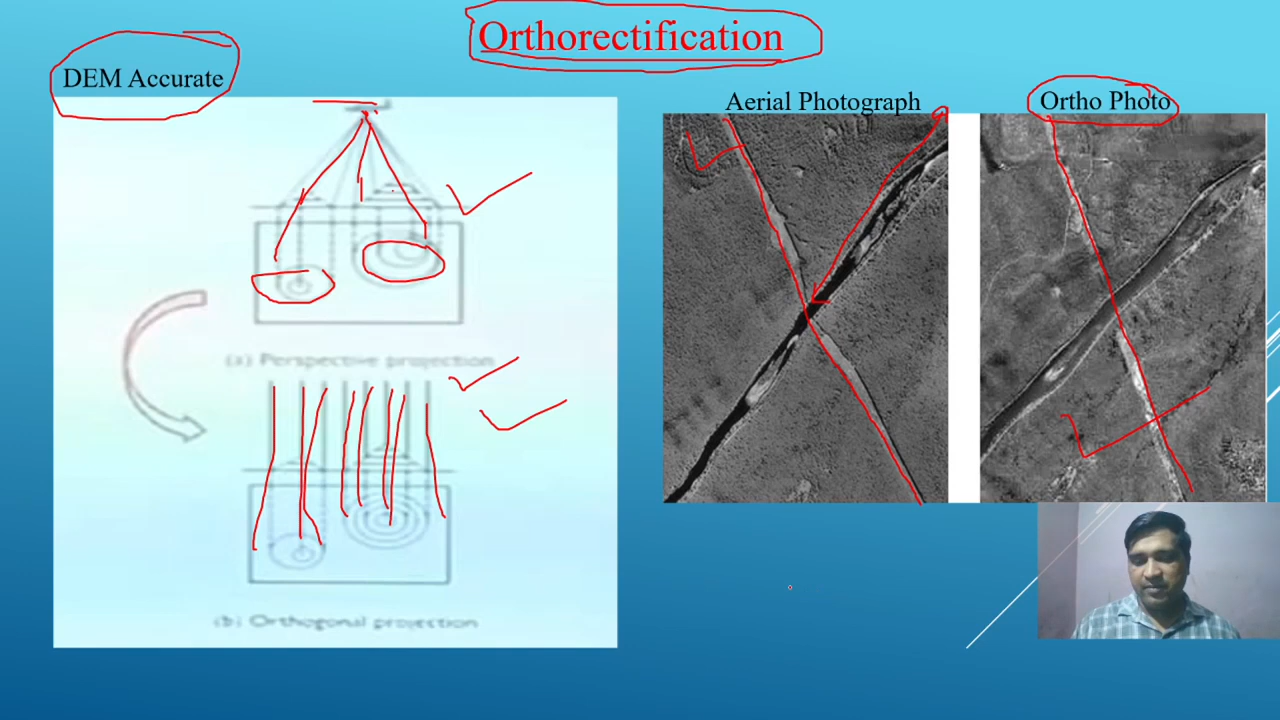 Orthorectification
DEM Accurate
Aerial Photograph
Ortho Photo
(a) Perspective projection
(b) Orthogonal projection